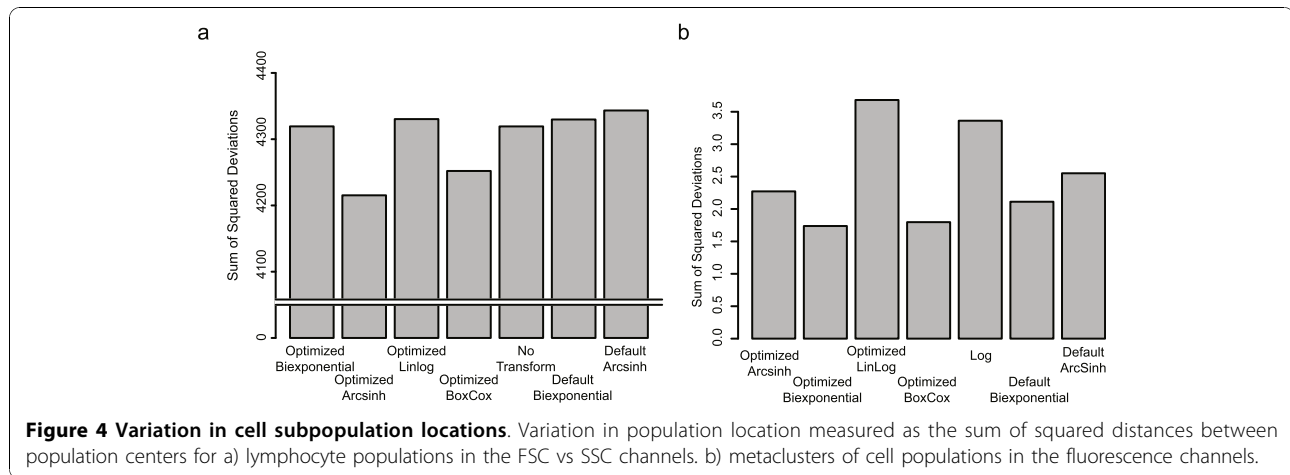 a
b
Sum of Squared Deviations
4400
4300
4200
4100
0
Optimized
Biexponential
Optimized
Arcsinh
Optimized
Linlog
Optimized
BoxCox
No
Transform
Default
Biexponential
Default
Arcsinh
Sum of Squared Deviations
3.5
3.0
2.5
2.0
1.5
1.0
0.5
0.0
Optimized
Arcsinh
Optimized
Biexponential
Optimized
LinLog
Optimized
BoxCox
Log
Default
Biexponential
Default
ArcSinh
Figure 4 Variation in cell subpopulation locations. Variation in population location measured as the sum of squared distances between
population centers for a) lymphocyte populations in the FSC vs SSC channels. b) metaclusters of cell populations in the fluorescence channels.